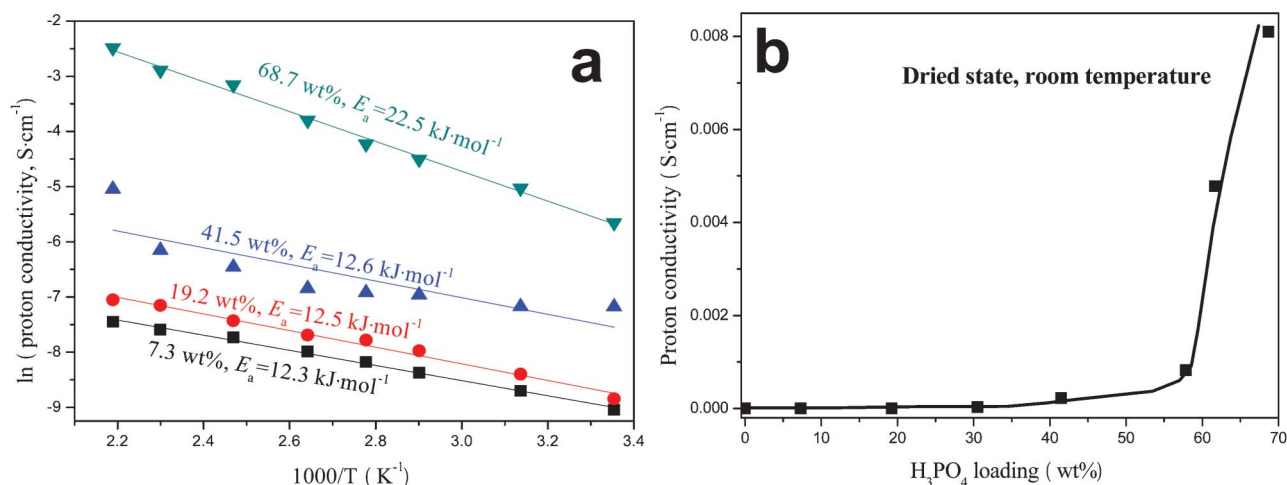 a
ln ( proton conductivity, S·cm⁻¹)
-2
-3
-4
-5
-6
-7
-8
-9
68.7 wt%, Eₐ=22.5 kJ·mol⁻¹
41.5 wt%, Eₐ=12.6 kJ·mol⁻¹
19.2 wt%, Eₐ=12.5 kJ·mol⁻¹
7.3 wt%, Eₐ=12.3 kJ·mol⁻¹
2.2 2.4 2.6 2.8 3.0 3.2 3.4
1000/T ( K⁻¹)
b
Proton conductivity ( S·cm⁻¹)
0.008
0.006
0.004
0.002
0.000
Dried state, room temperature
0 10 20 30 40 50 60 70
H₃PO₄ loading ( wt%)